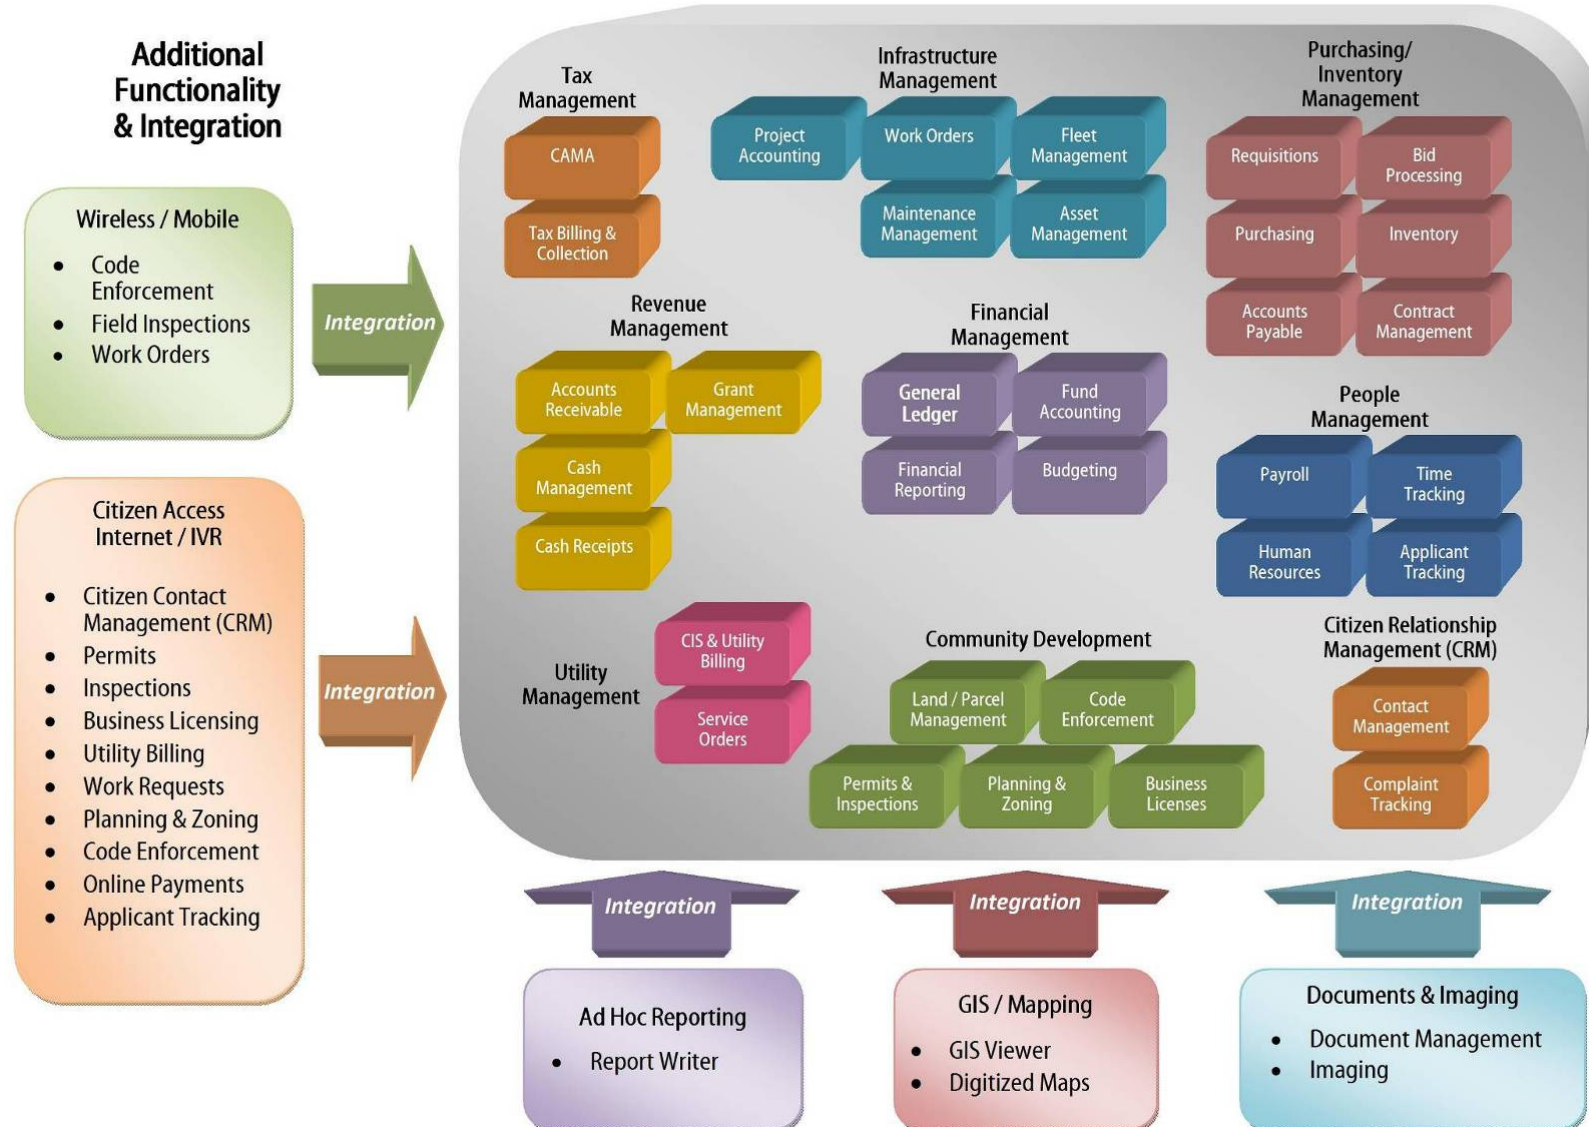 Additional
Functionality
& Integration
Wireless / Mobile
• Code
Enforcement
• Field Inspections
• Work Orders
Integration
Citizen Access
Internet / IVR
• Citizen Contact
Management (CRM)
• Permits
• Inspections
• Business Licensing
• Utility Billing
• Work Requests
• Planning & Zoning
• Code Enforcement
• Online Payments
• Applicant Tracking
Integration
Tax
Management
CAMA
Tax Billing &
Collection
Infrastructure
Management
Project
Accounting
Work Orders
Fleet
Management
Maintenance
Management
Asset
Management
Purchasing/
Inventory
Management
Requisitions
Bid
Processing
Purchasing
Inventory
Accounts
Payable
Contract
Management
Revenue
Management
Accounts
Receivable
Grant
Management
Cash
Management
Cash Receipts
Financial
Management
General
Ledger
Fund
Accounting
Financial
Reporting
Budgeting
People
Management
Payroll
Time
Tracking
Human
Resources
Applicant
Tracking
Utility
Management
CIS & Utility
Billing
Service
Orders
Community Development
Land / Parcel
Management
Code
Enforcement
Permits &
Inspections
Planning &
Zoning
Business
Licenses
Citizen Relationship
Management (CRM)
Contact
Management
Complaint
Tracking
Integration
Ad Hoc Reporting
• Report Writer
Integration
GIS / Mapping
• GIS Viewer
• Digitized Maps
Integration
Documents & Imaging
• Document Management
• Imaging